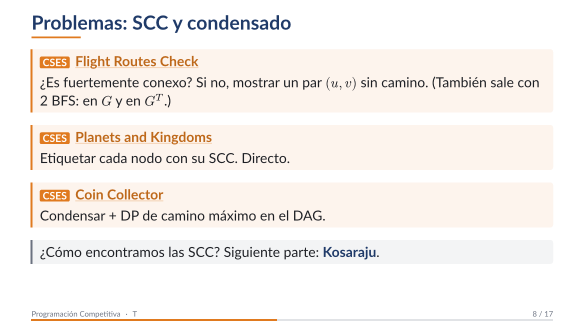 Problemas: SCC y condensado
CSES Flight Routes Check
¿Es fuertemente conexo? Si no, mostrar un par (u, v) sin camino. (También sale con
2 BFS: en G y en G^T.)
CSES Planets and Kingdoms
Etiquetar cada nodo con su SCC. Directo.
CSES Coin Collector
Condensar + DP de camino máximo en el DAG.
¿Cómo encontramos las SCC? Siguiente parte: Kosaraju.
Programación Competitiva · T
8 / 17